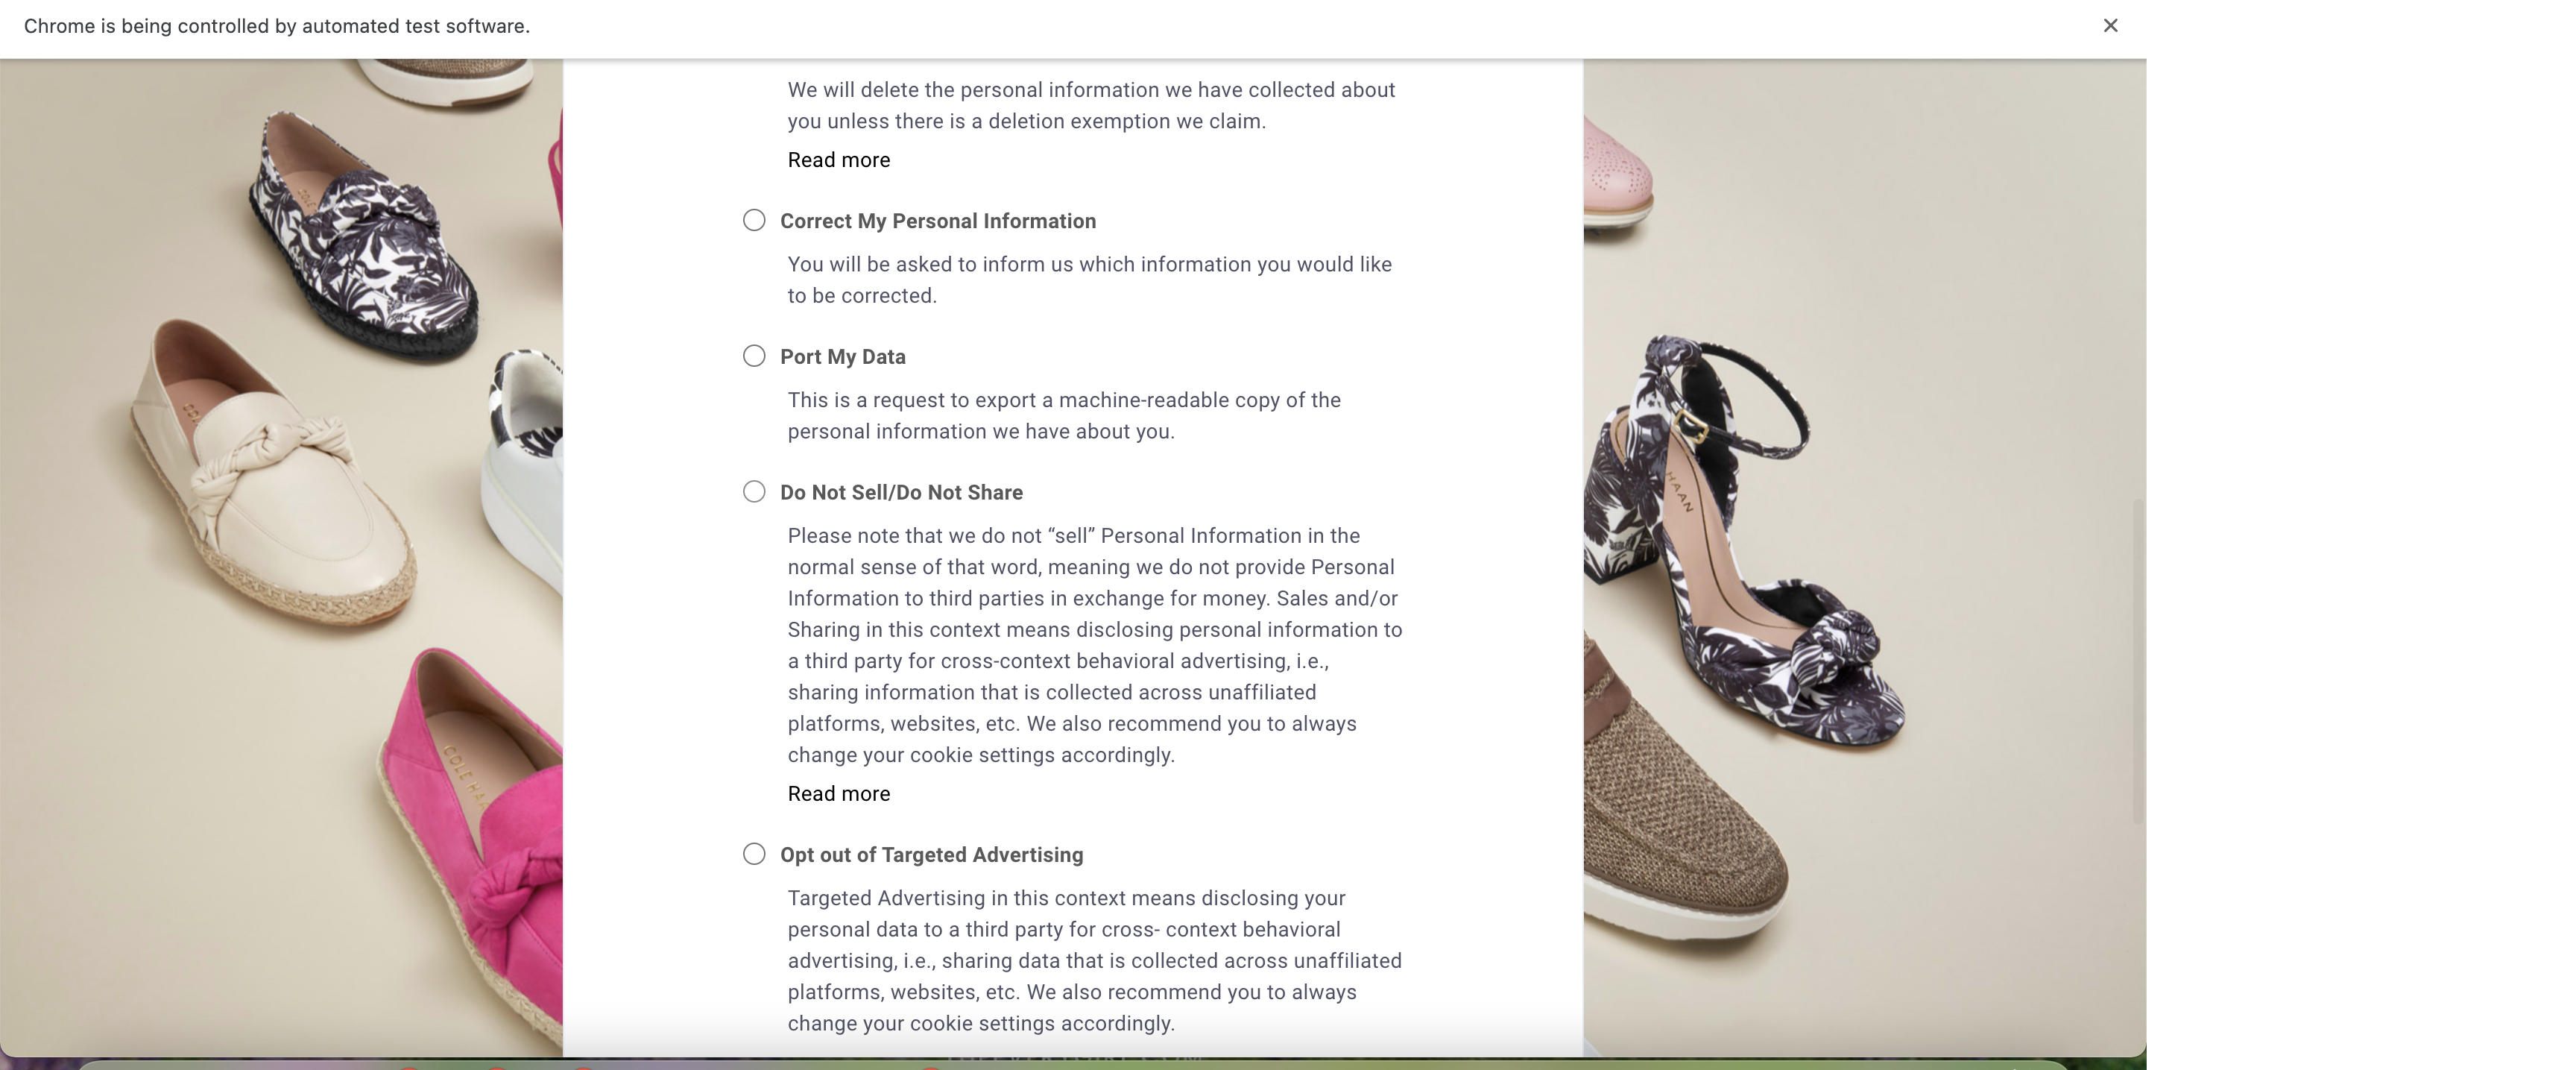 Chrome is being controlled by automated test software.
We will delete the personal information we have collected about
you unless there is a deletion exemption we claim.
Read more
Correct My Personal Information
You will be asked to inform us which information you would like
to be corrected.
Port My Data
This is a request to export a machine-readable copy of the
personal information we have about you.
Do Not Sell/Do Not Share
Please note that we do not “sell” Personal Information in the
normal sense of that word, meaning we do not provide Personal
Information to third parties in exchange for money. Sales and/or
Sharing in this context means disclosing personal information to
a third party for cross-context behavioral advertising, i.e.,
sharing information that is collected across unaffiliated
platforms, websites, etc. We also recommend you to always
change your cookie settings accordingly.
Read more
Opt out of Targeted Advertising
Targeted Advertising in this context means disclosing your
personal data to a third party for cross- context behavioral
advertising, i.e., sharing data that is collected across unaffiliated
platforms, websites, etc. We also recommend you to always
change your cookie settings accordingly.
COLE HAA
HAAN